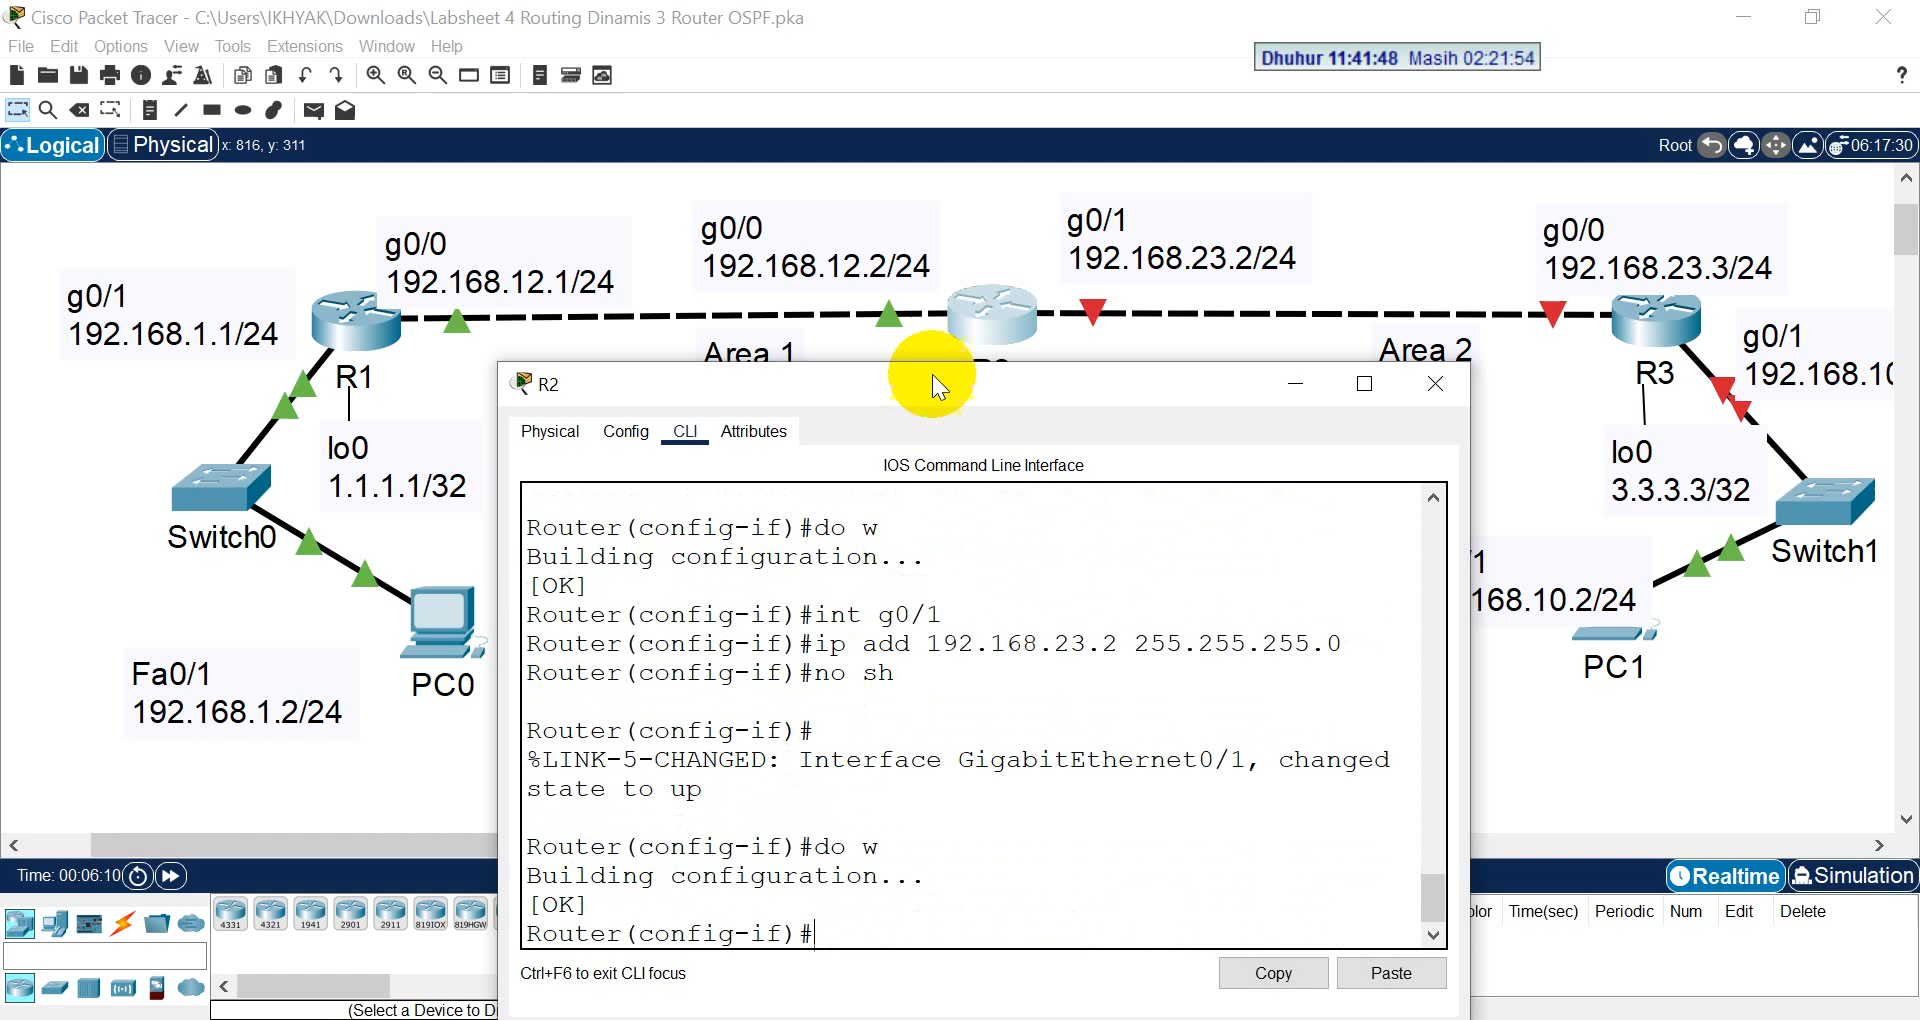 Cisco Packet Tracer - C:\Users\IKHYAK\Downloads\Labsheet 4 Routing Dinamis 3 Router OSPF.pka
File Edit Options View Tools Extensions Window Help
Dhuhur 11:41:48 Masih 02:21:54
?
Logical Physical x: 816, y: 311
Root 06:17:30
g0/1
192.168.1.1/24
g0/0
192.168.12.1/24
g0/0
192.168.12.2/24
g0/1
192.168.23.2/24
g0/0
192.168.23.3/24
g0/1
192.168.10
Area 1
Area 2
R1
R3
lo0
1.1.1.1/32
lo0
3.3.3.3/32
Switch0
Switch1
168.10.2/24
PC0
PC1
Fa0/1
192.168.1.2/24
R2
Physical Config CLI Attributes
IOS Command Line Interface
Router(config-if)#do w
Building configuration...
[OK]
Router(config-if)#int g0/1
Router(config-if)#ip add 192.168.23.2 255.255.255.0
Router(config-if)#no sh
Router(config-if)#
%LINK-5-CHANGED: Interface GigabitEthernet0/1, changed
state to up
Router(config-if)#do w
Building configuration...
[OK]
Router(config-if)#
Ctrl+F6 to exit CLI focus
Copy Paste
Time: 00:06:10
Realtime Simulation
4331 4321 1941 2901 2911 819IOX 819HGW
Time(sec) Periodic Num Edit Delete
(Select a Device to D